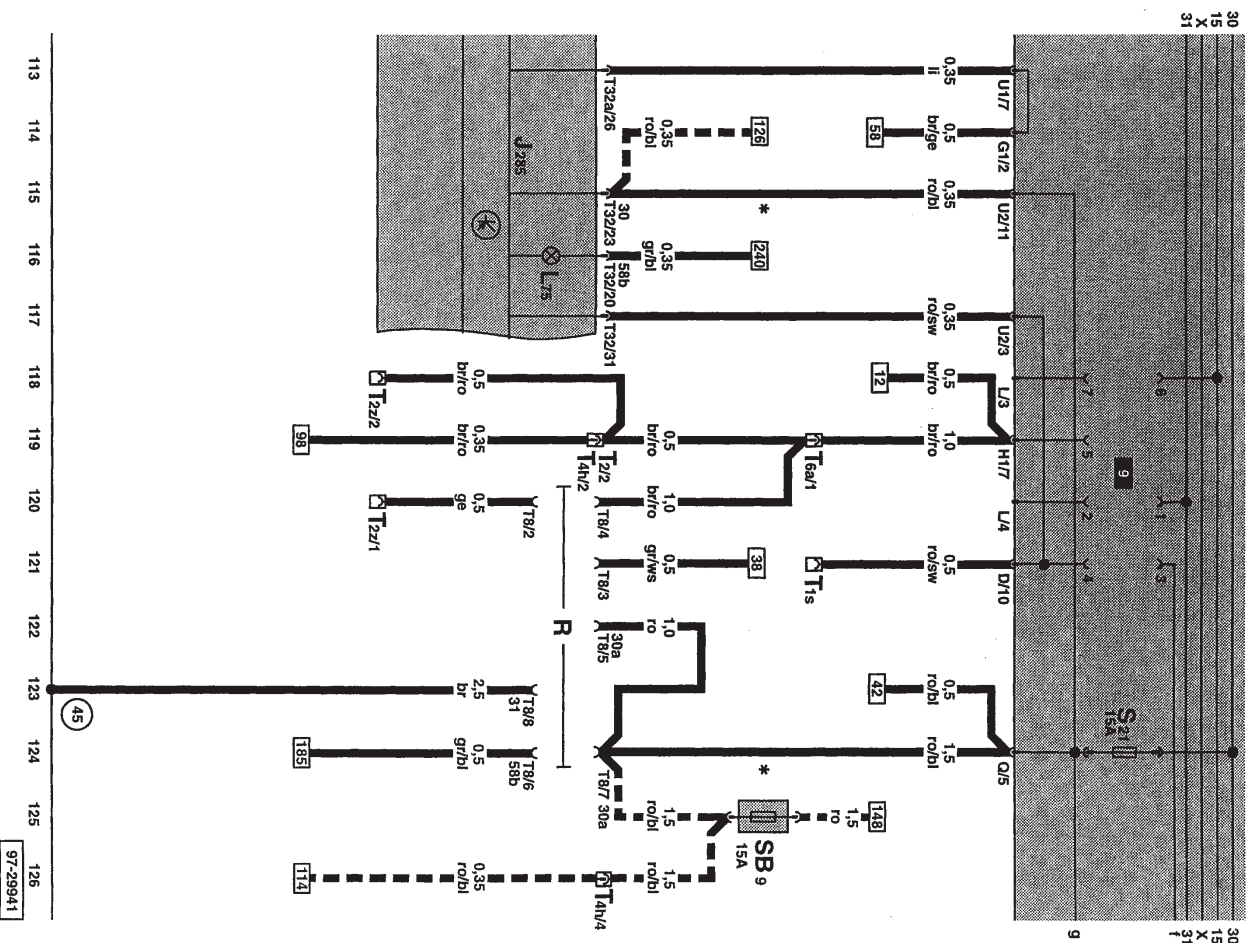 30
15
X
31
30
15
X
31
f
g
U1/7
G1/2
U2/11
U2/3
L/3
H1/7
L/4
D/10
Q/5
7
6
5
9
2
1
4
3
S21
15A
0,35
li
0,5
br/ge
58
0,35
ro/bl
*
0,35
ro/sw
0,5
br/ro
12
1,0
br/ro
0,5
ro/sw
0,5
ro/bl
42
1,5
ro/bl
*
T6a/1
T1s
126
0,35
ro/bl
240
0,35
gr/bl
0,5
br/ro
1,0
br/ro
38
0,5
gr/ws
1,0
ro
148
1,5
ro
SB9
15A
1,5
ro/bl
1,5
ro/bl
T32a/26
30
T32/23
58b
T32/20
T32/31
T2/2
T4h/2
T8/4
T8/3
30a
T8/5
T8/7 30a
T4h/4
J285
L75
R
0,5
br/ro
T2z/2
0,35
br/ro
98
T8/2
0,5
ge
T2z/1
T8/8
31
2,5
br
45
T8/6
58b
0,5
gr/bl
185
0,35
ro/bl
114
113
114
115
116
117
118
119
120
121
122
123
124
125
126
97-29941